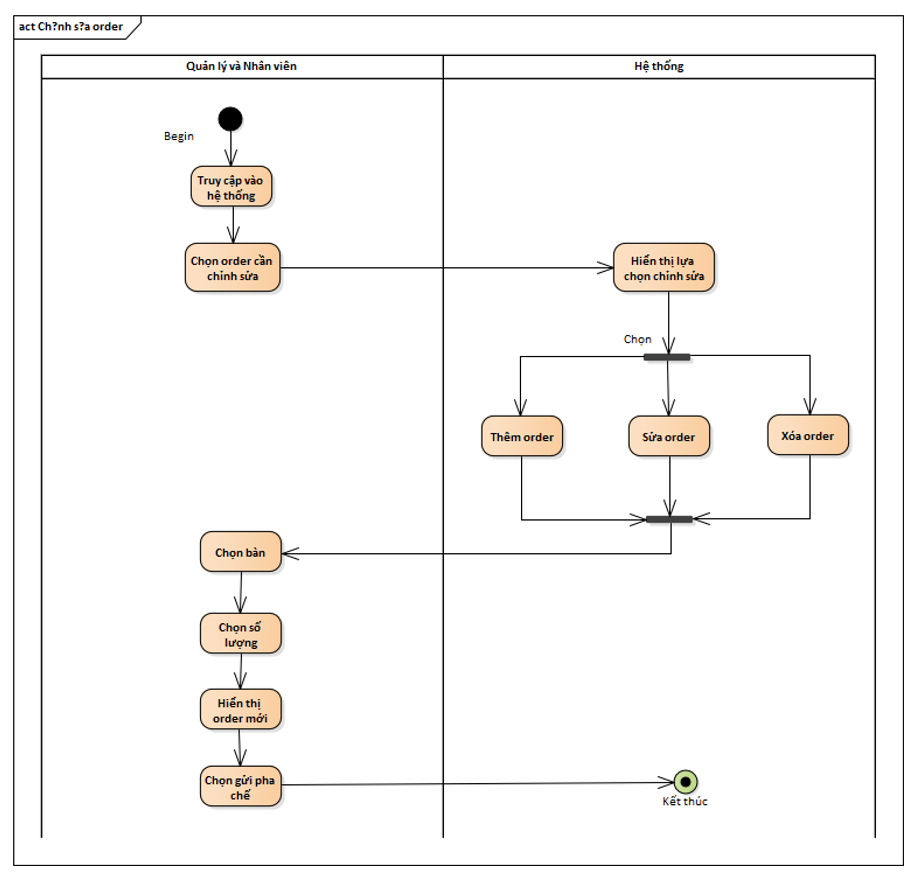 act Ch?nh s?a order
Quản lý và Nhân viên
Hệ thống
Begin
Truy cập vào
hệ thống
Chọn order cần
chỉnh sửa
Hiển thị lựa
chọn chỉnh sửa
Chọn
Thêm order
Sửa order
Xóa order
Chọn bàn
Chọn số
lượng
Hiển thị
order mới
Chọn gửi pha
chế
Kết thúc